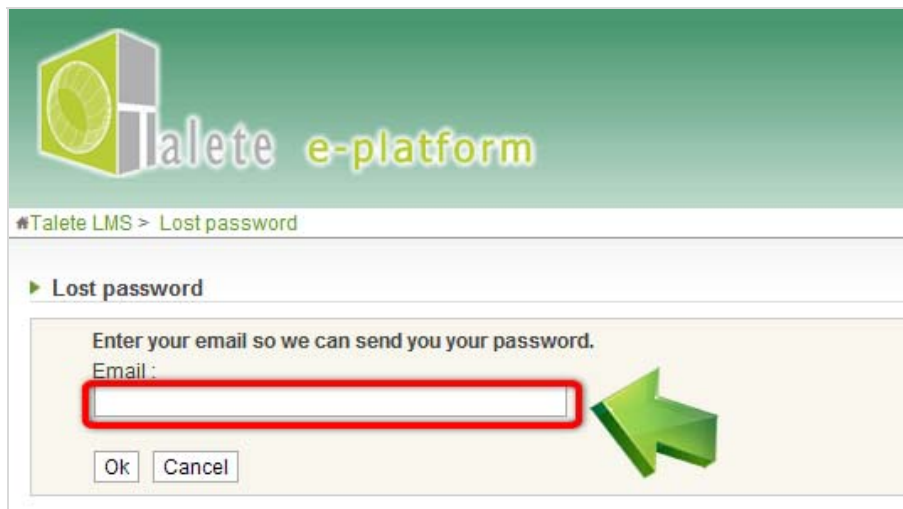 Talete e-platform
Talete LMS > Lost password
Lost password
Enter your email so we can send you your password.
Email :
Ok Cancel